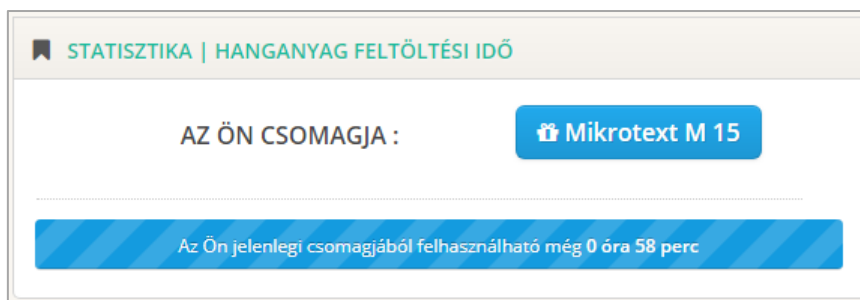 STATISZTIKA | HANGANYAG FELTÖLTÉSI IDŐ
AZ ÖN CSOMAGJA :
Mikrotext M 15
Az Ön jelenlegi csomagjából felhasználható még 0 óra 58 perc